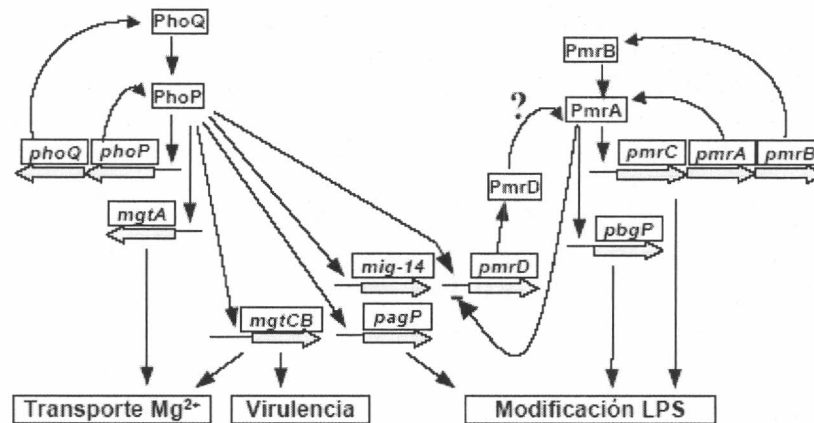 PhoQ
PmrB
PhoP
?
PmrA
phoQ phoP
pmrC pmrA pmrB
PmrD
mgtA
pbgP
mig-14 pmrD
mgtCB pagP
Transporte Mg²⁺ Virulencia Modificación LPS